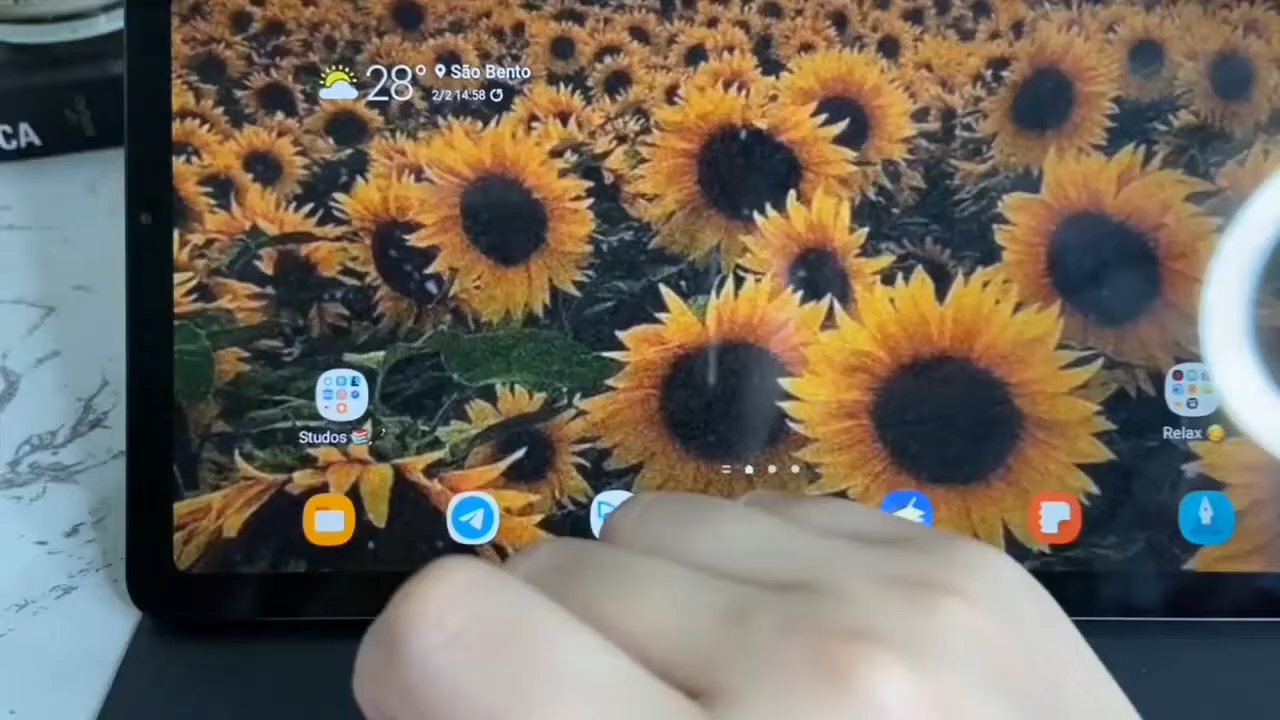 28° São Bento
2/2 14:58
CA
Studos 📚
Relax